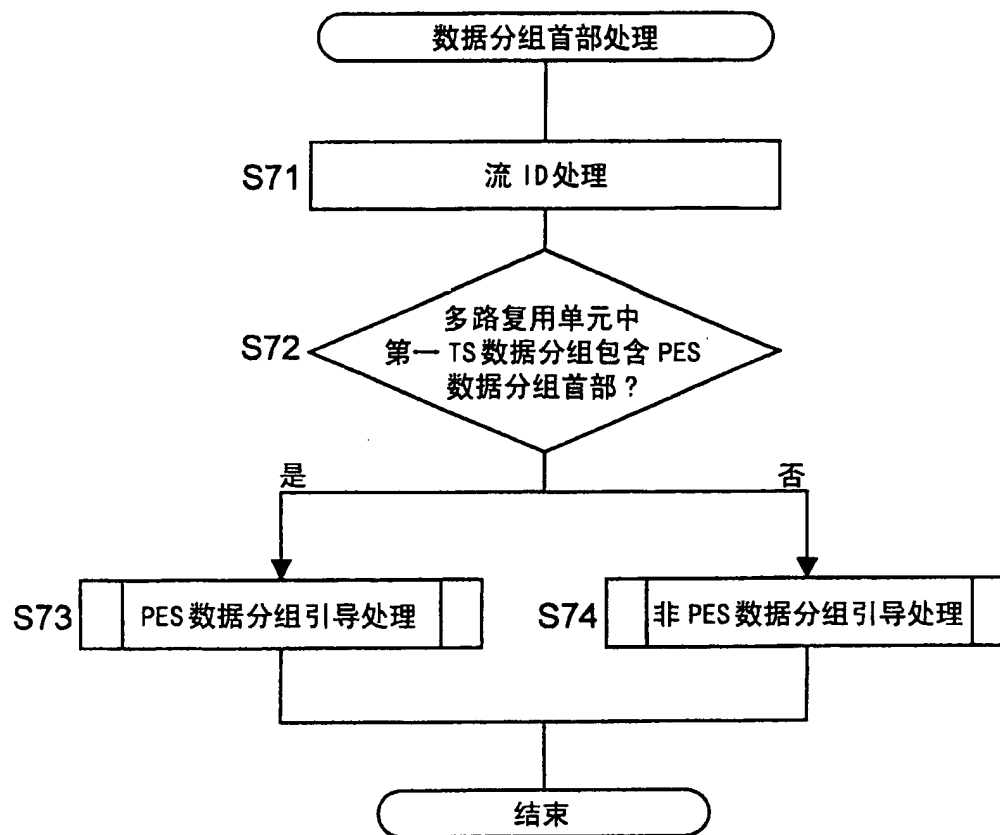 数据分组首部处理
S71
流 ID处理
S72
多路复用单元中
第一 TS数据分组包含 PES
数据分组首部？
是
否
S73
PES数据分组引导处理
S74
非 PES数据分组引导处理
结束